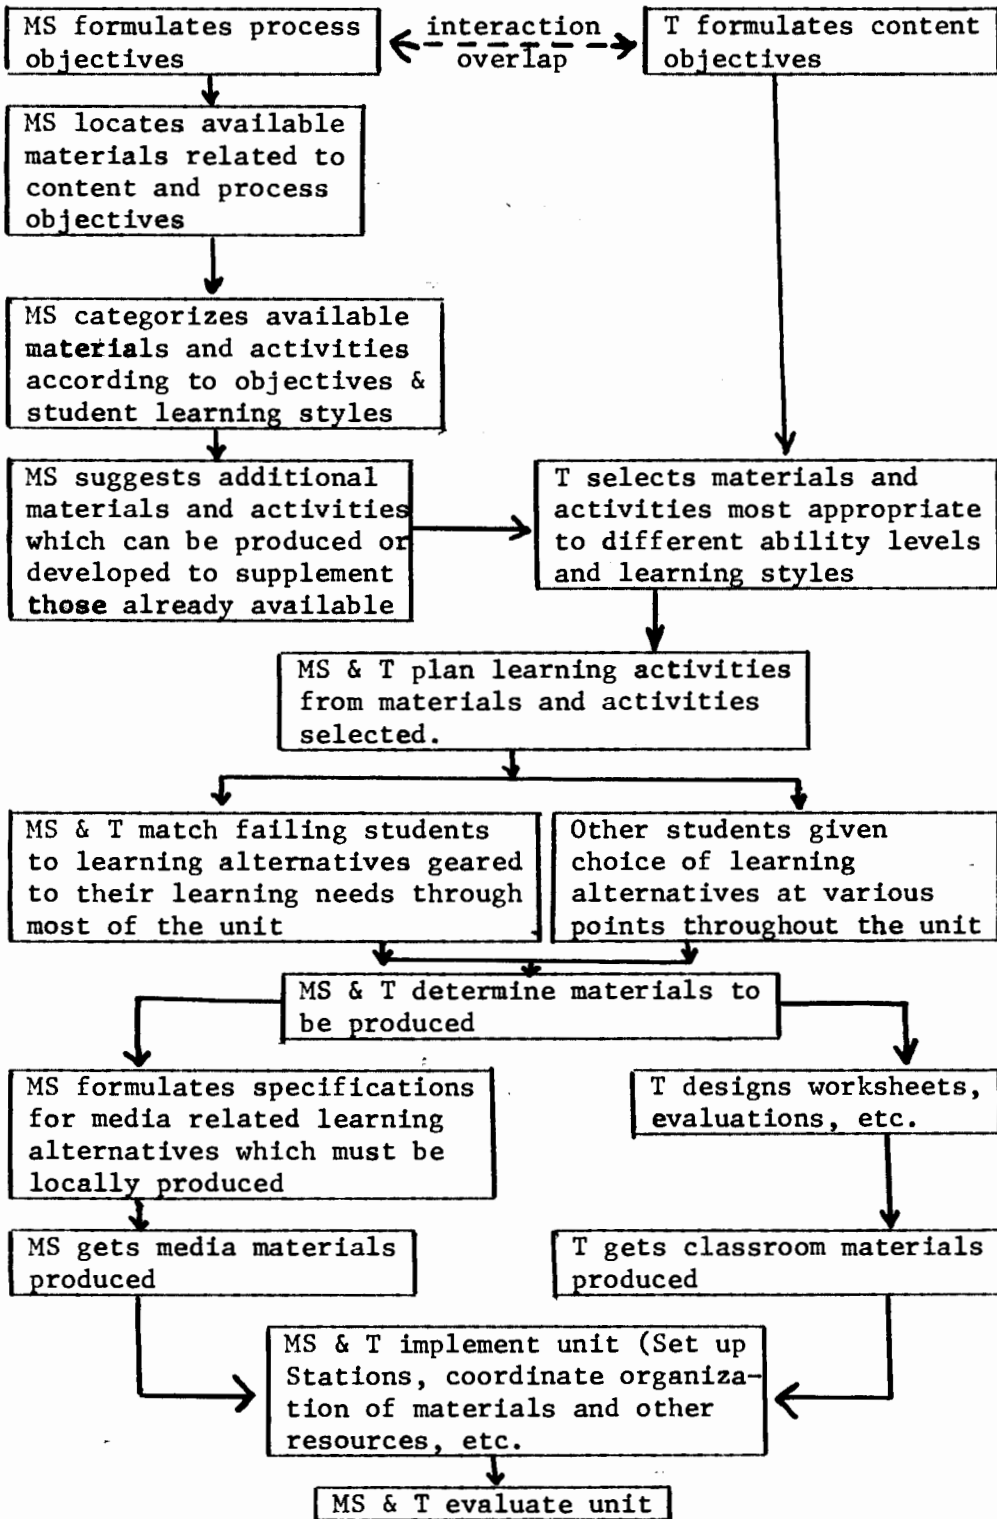 MS formulates process
objectives
interaction
overlap
T formulates content
objectives
MS locates available
materials related to
content and process
objectives
MS categorizes available
materials and activities
according to objectives &
student learning styles
MS suggests additional
materials and activities
which can be produced or
developed to supplement
those already available
T selects materials and
activities most appropriate
to different ability levels
and learning styles
MS & T plan learning activities
from materials and activities
selected.
MS & T match failing students
to learning alternatives geared
to their learning needs through
most of the unit
Other students given
choice of learning
alternatives at various
points throughout the unit
MS & T determine materials to
be produced
MS formulates specifications
for media related learning
alternatives which must be
locally produced
T designs worksheets,
evaluations, etc.
MS gets media materials
produced
T gets classroom materials
produced
MS & T implement unit (Set up
Stations, coordinate organiza-
tion of materials and other
resources, etc.
MS & T evaluate unit